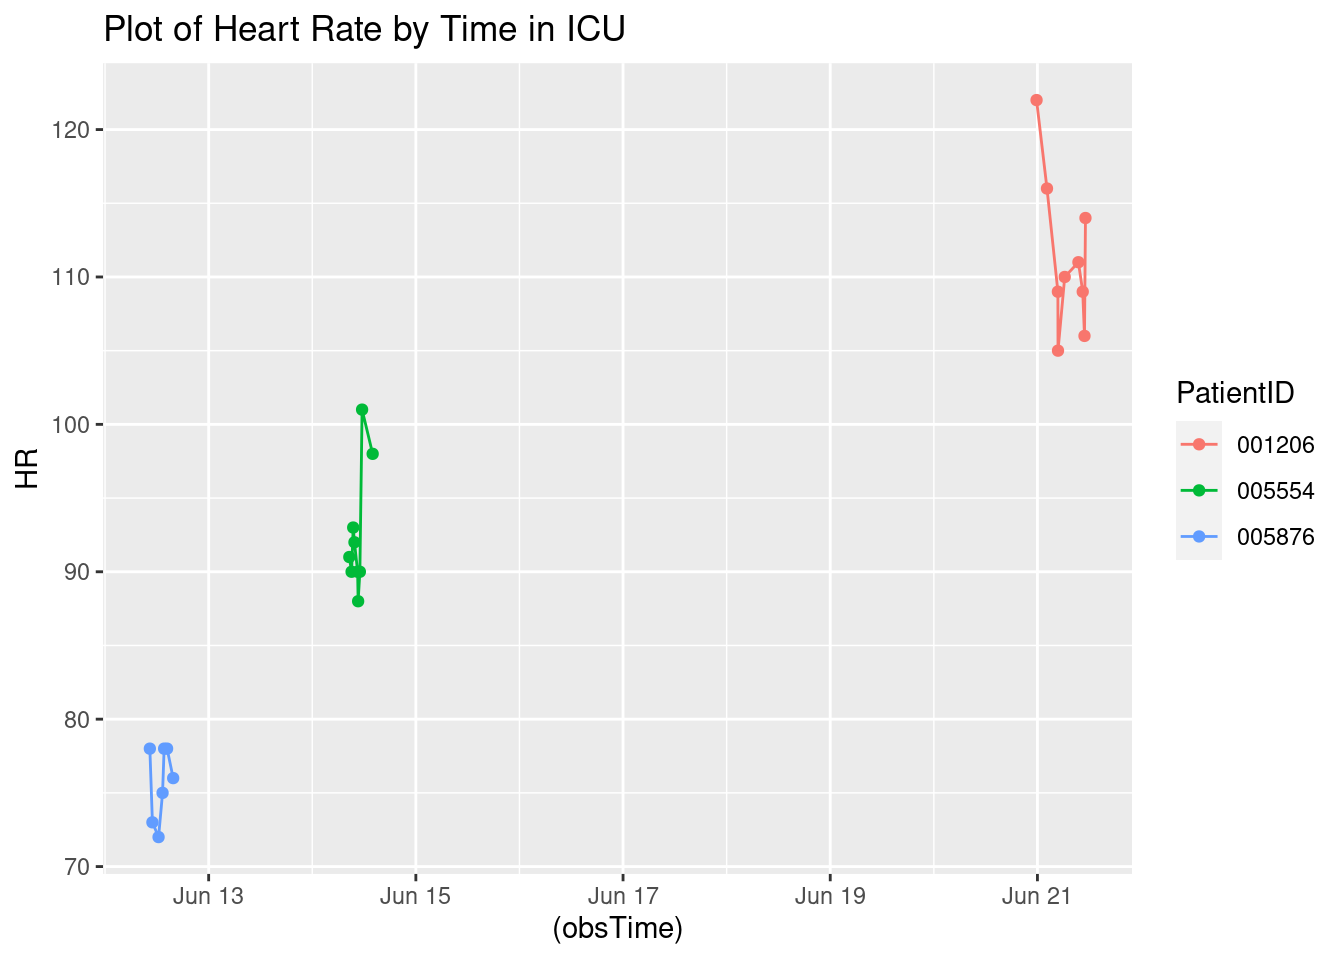 Plot of Heart Rate by Time in ICU
120
110
100
90
80
70
HR
Jun 13
Jun 15
Jun 17
Jun 19
Jun 21
(obsTime)
PatientID
001206
005554
005876